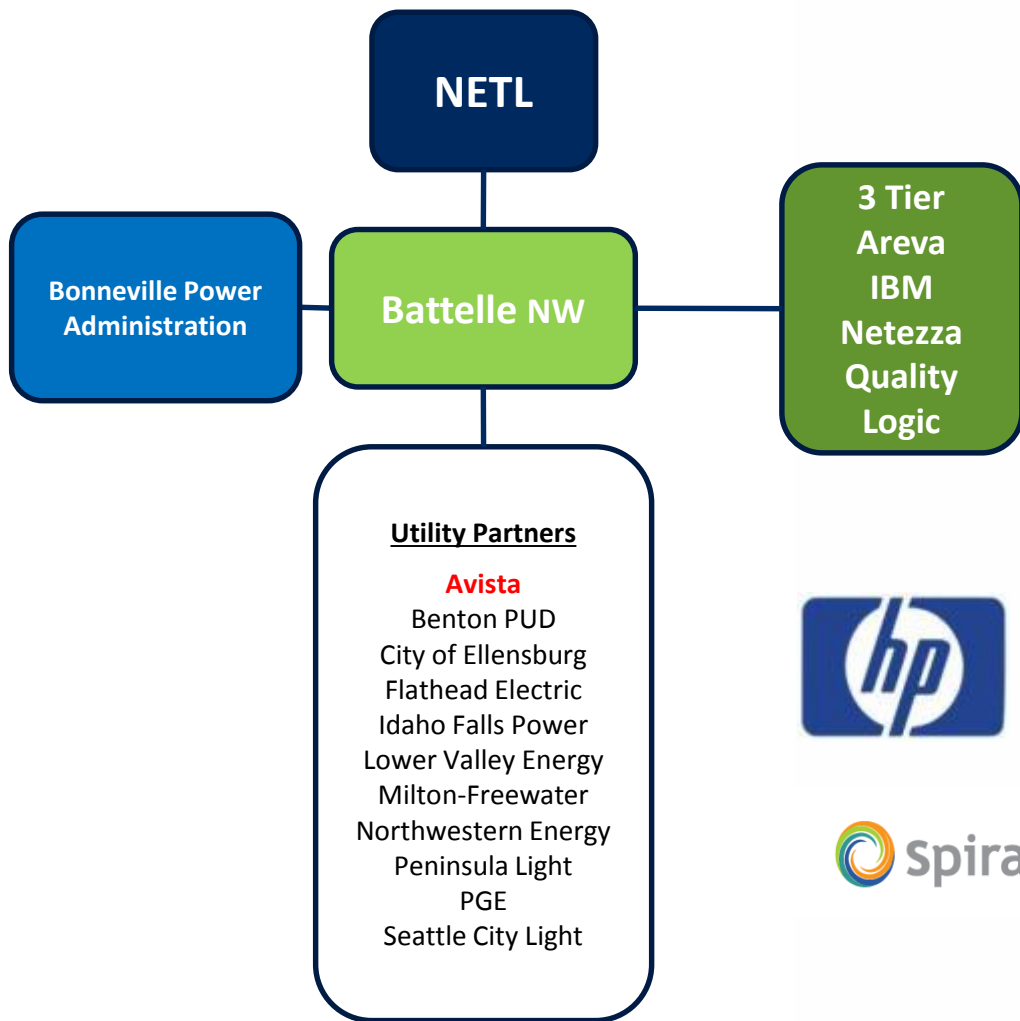 NETL
Bonneville Power
Administration
Battelle NW
3 Tier
Areva
IBM
Netezza
Quality
Logic
Utility Partners
Avista
Benton PUD
City of Ellensburg
Flathead Electric
Idaho Falls Power
Lower Valley Energy
Milton-Freewater
Northwestern Energy
Peninsula Light
PGE
Seattle City Light
hp
Spira